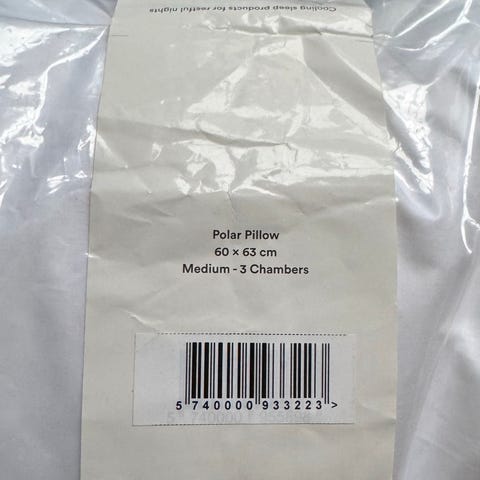 Cooling sleep products for restful nights
Polar Pillow
60 × 63 cm
Medium - 3 Chambers
5 740000 933223 >